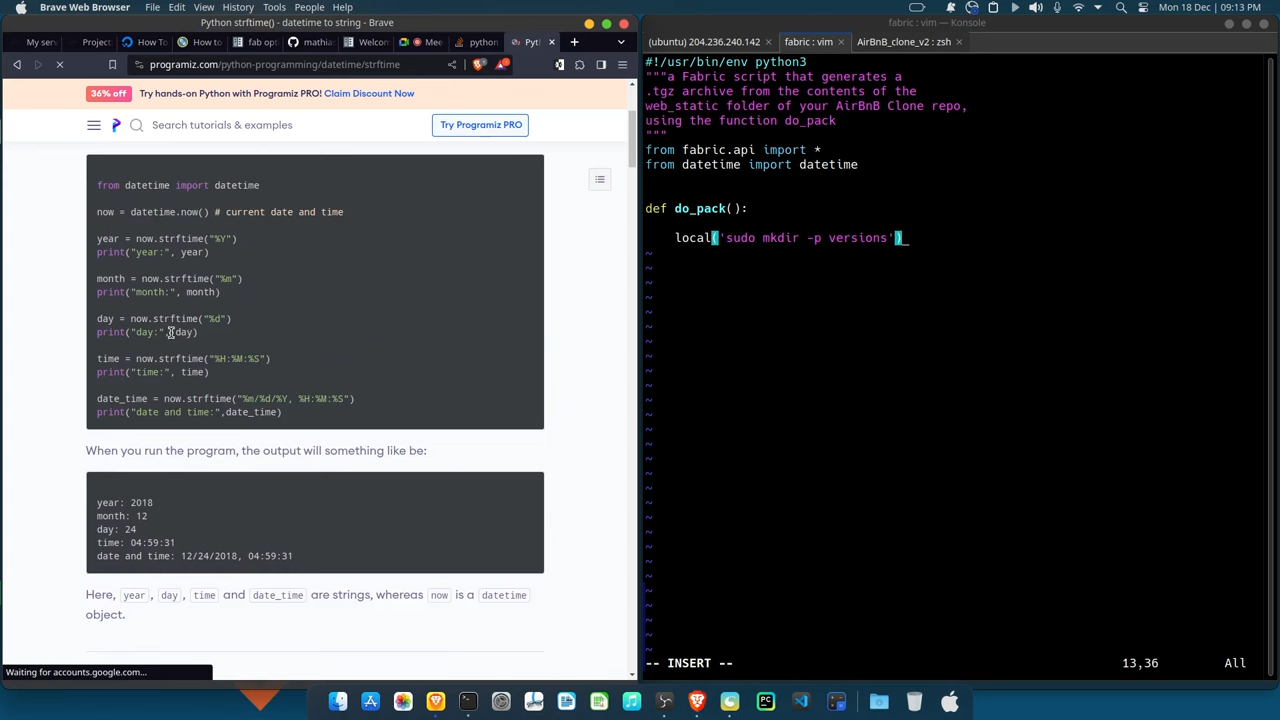 Brave Web Browser File Edit View History Tools People Help
Mon 18 Dec | 09:13 PM
Python strftime() - datetime to string - Brave
My serv Project How To How to fab opt mathia Welcom Mee python Pyt
programiz.com/python-programming/datetime/strftime
36% off Try hands-on Python with Programiz PRO! Claim Discount Now
Search tutorials & examples Try Programiz PRO
from datetime import datetime
now = datetime.now() # current date and time
year = now.strftime("%Y")
print("year:", year)
month = now.strftime("%m")
print("month:", month)
day = now.strftime("%d")
print("day:", day)
time = now.strftime("%H:%M:%S")
print("time:", time)
date_time = now.strftime("%m/%d/%Y, %H:%M:%S")
print("date and time:",date_time)
When you run the program, the output will something like be:
year: 2018
month: 12
day: 24
time: 04:59:31
date and time: 12/24/2018, 04:59:31
Here, year, day, time and date_time are strings, whereas now is a datetime
object.
Waiting for accounts.google.com...
fabric : vim — Konsole
(ubuntu) 204.236.240.142 fabric : vim AirBnB_clone_v2 : zsh
#!/usr/bin/env python3
"""a Fabric script that generates a
.tgz archive from the contents of the
web_static folder of your AirBnB Clone repo,
using the function do_pack
"""
from fabric.api import *
from datetime import datetime
def do_pack():
local('sudo mkdir -p versions')
-- INSERT -- 13,36 All